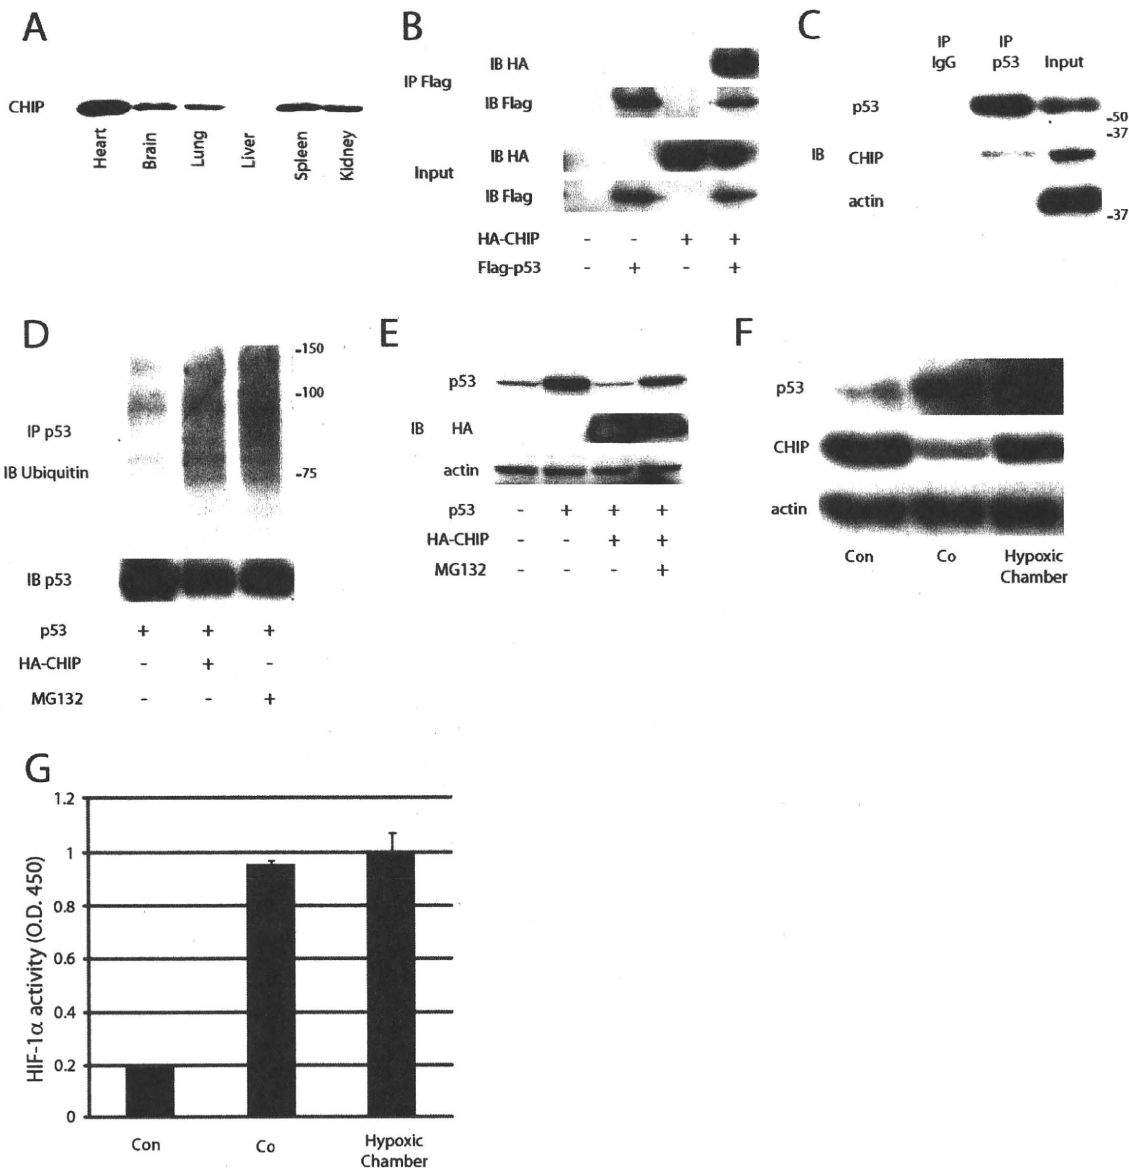 A
CHIP
Heart
Brain
Lung
Liver
Spleen
Kidney
B
IP Flag
IB HA
IB Flag
Input
IB HA
IB Flag
HA-CHIP - - + +
Flag-p53 - + - +
C
IP
IgG
IP
p53
Input
p53
-50
-37
IB
CHIP
actin
-37
D
-150
-100
IP p53
IB Ubiquitin
-75
IB p53
p53 + + +
HA-CHIP - + -
MG132 - - +
E
p53
IB
HA
actin
p53 - + + +
HA-CHIP - - + +
MG132 - - - +
F
p53
CHIP
actin
Con
Co
Hypoxic
Chamber
G
HIF-1α activity (O.D. 450)
1.2
1
0.8
0.6
0.4
0.2
0
Con
Co
Hypoxic
Chamber